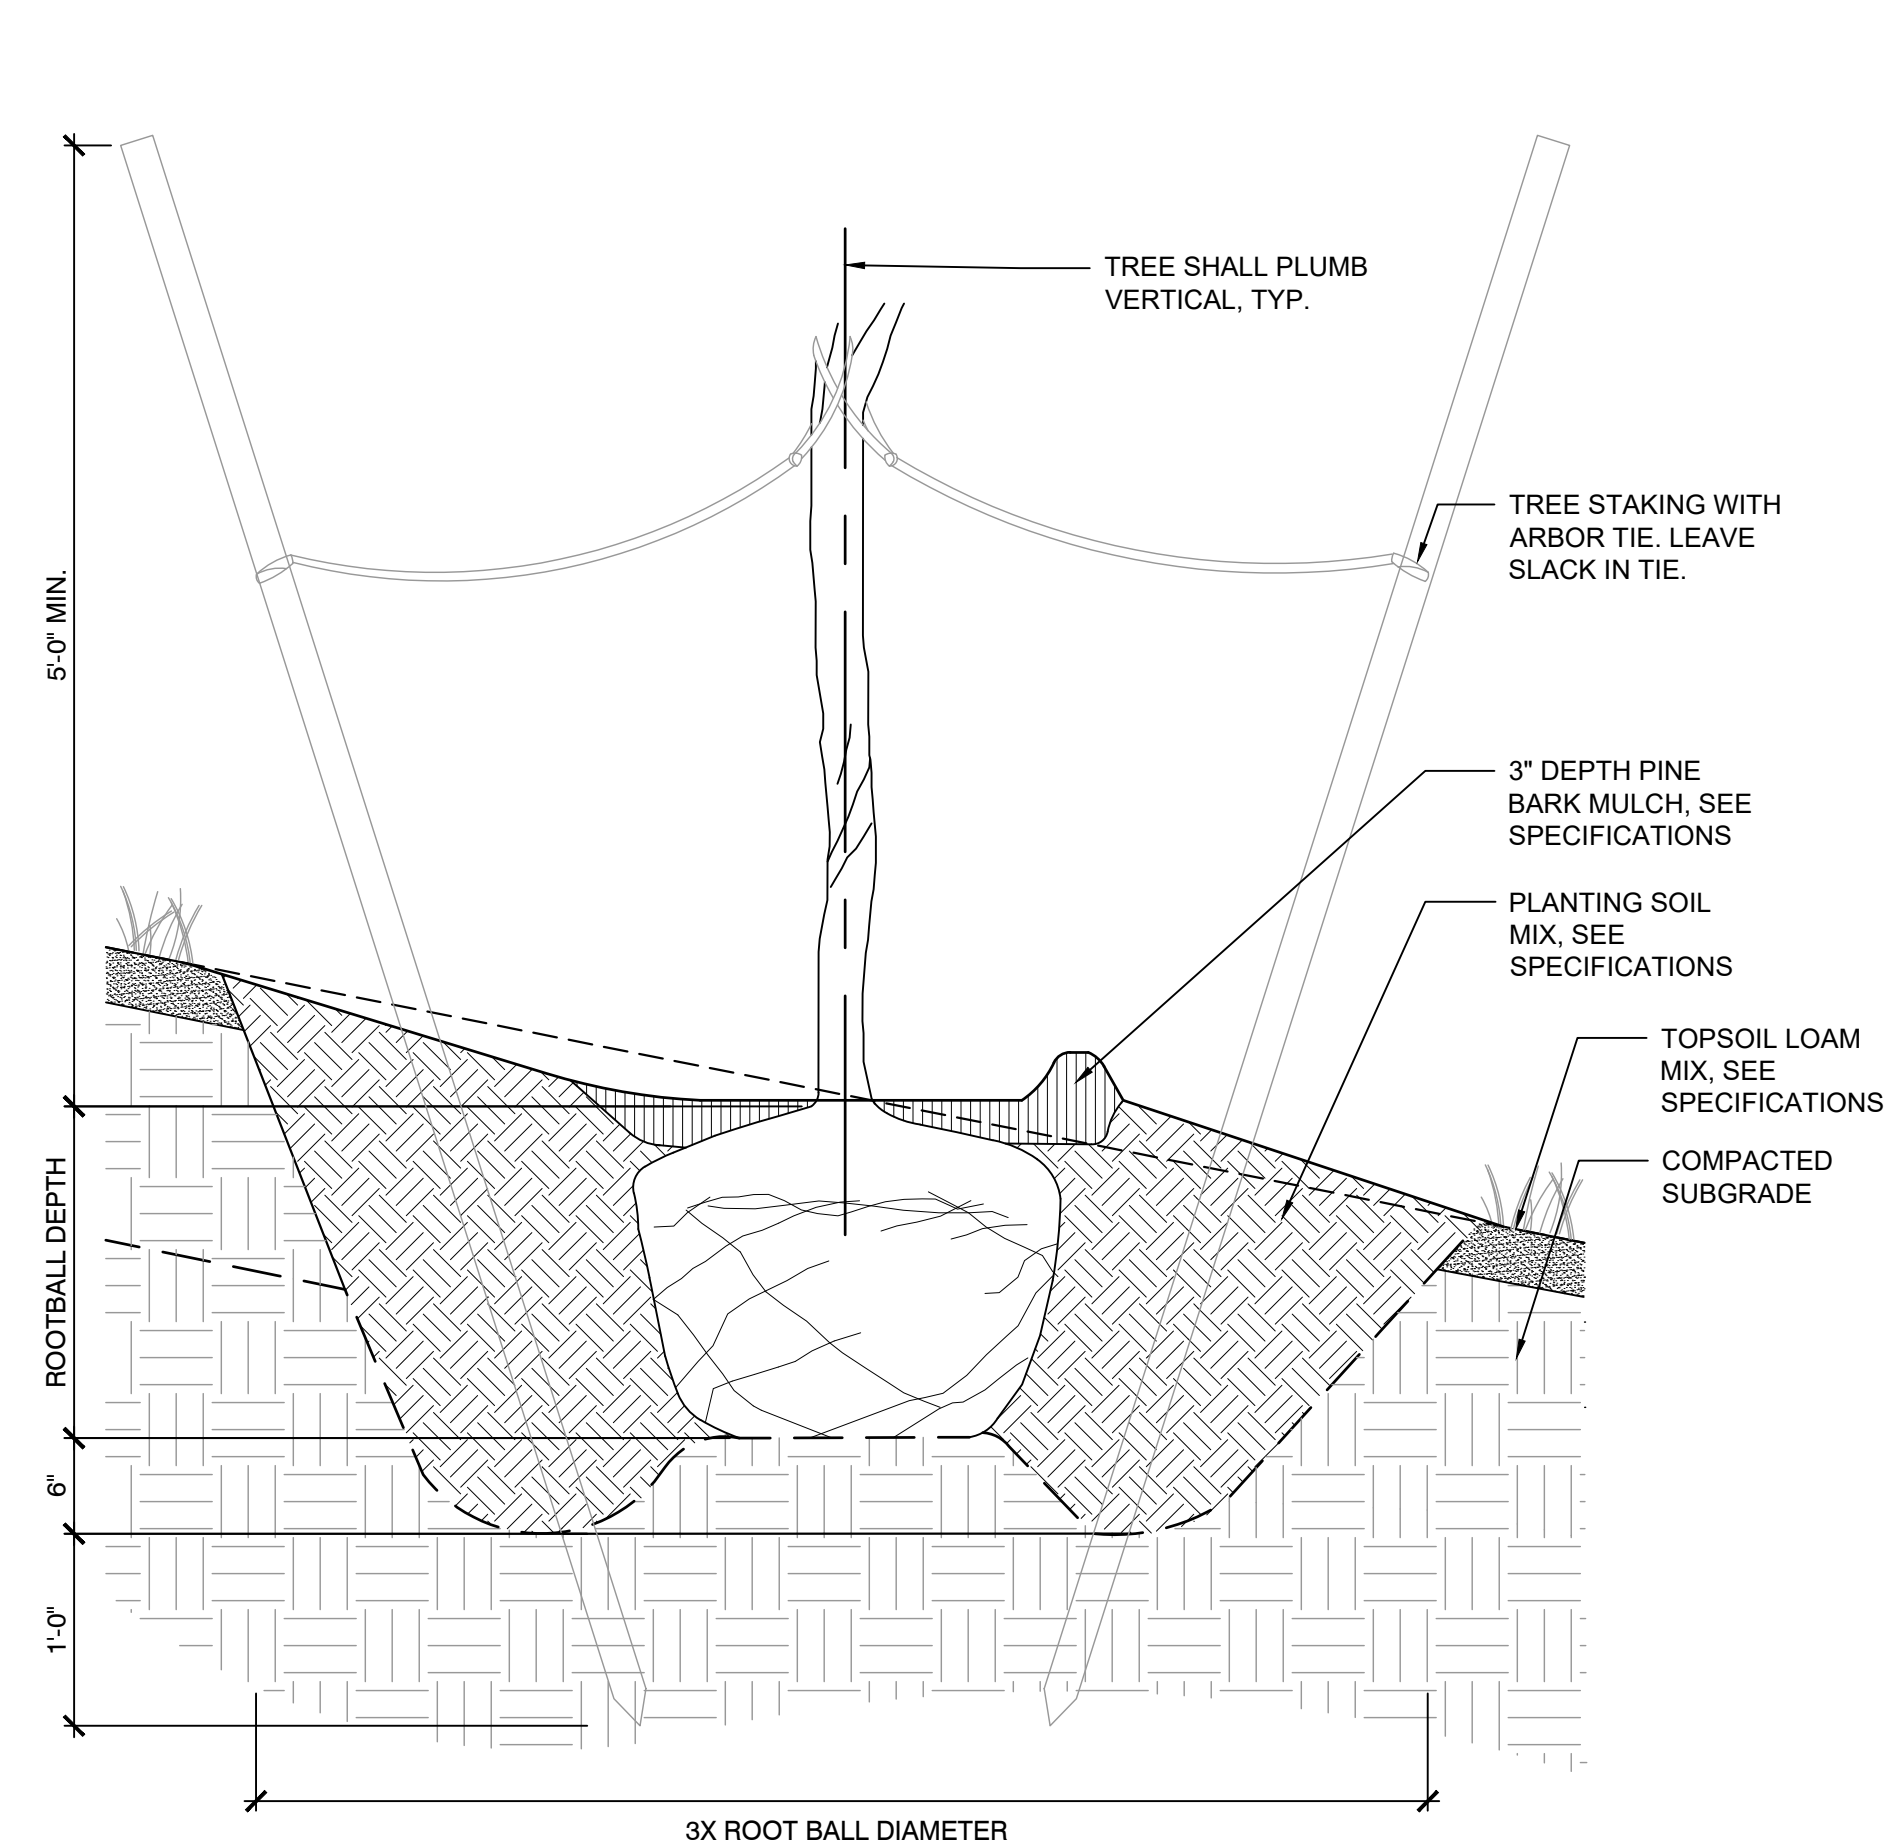 TREE SHALL PLUMB
VERTICAL, TYP.
TREE STAKING WITH
ARBOR TIE. LEAVE
SLACK IN TIE.
5'-0" MIN.
3" DEPTH PINE
BARK MULCH, SEE
SPECIFICATIONS
PLANTING SOIL
MIX, SEE
SPECIFICATIONS
TOPSOIL LOAM
MIX, SEE
SPECIFICATIONS
COMPACTED
SUBGRADE
ROOTBALL DEPTH
6"
1'-0"
3X ROOT BALL DIAMETER